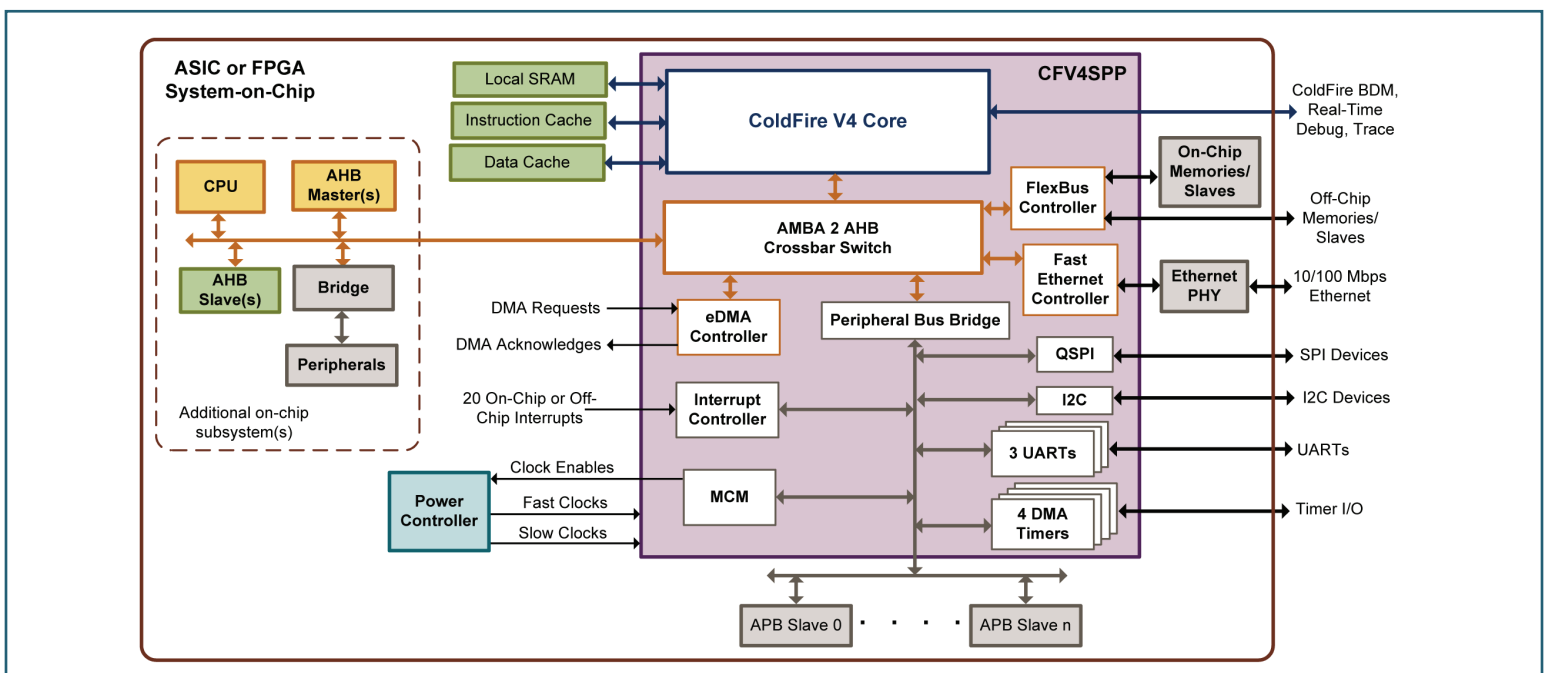 ASIC or FPGA
System-on-Chip
CPU
AHB
Master(s)
AHB
Slave(s)
Bridge
Peripherals
Additional on-chip
subsystem(s)
Local SRAM
Instruction Cache
Data Cache
CFV4SPP
ColdFire V4 Core
AMBA 2 AHB
Crossbar Switch
FlexBus
Controller
Fast
Ethernet
Controller
On-Chip
Memories/
Slaves
Ethernet
PHY
ColdFire BDM,
Real-Time
Debug, Trace
Off-Chip
Memories/
Slaves
10/100 Mbps
Ethernet
DMA Requests
DMA Acknowledges
eDMA
Controller
Peripheral Bus Bridge
QSPI
SPI Devices
I2C
I2C Devices
20 On-Chip or Off-
Chip Interrupts
Interrupt
Controller
3 UARTs
UARTs
Power
Controller
Clock Enables
Fast Clocks
Slow Clocks
MCM
4 DMA
Timers
Timer I/O
APB Slave 0
. . . .
APB Slave n